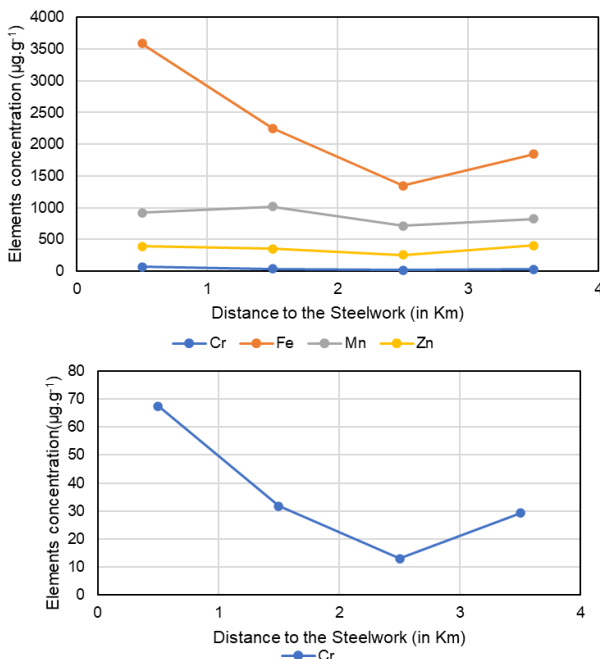 4000
3500
3000
2500
2000
1500
1000
500
0
Elements concentration (µg.g⁻¹)
0 1 2 3 4
Distance to the Steelwork (in Km)
Cr Fe Mn Zn
80
70
60
50
40
30
20
10
0
Elements concentration(µg.g⁻¹)
0 1 2 3 4
Distance to the Steelwork (in Km)
Cr